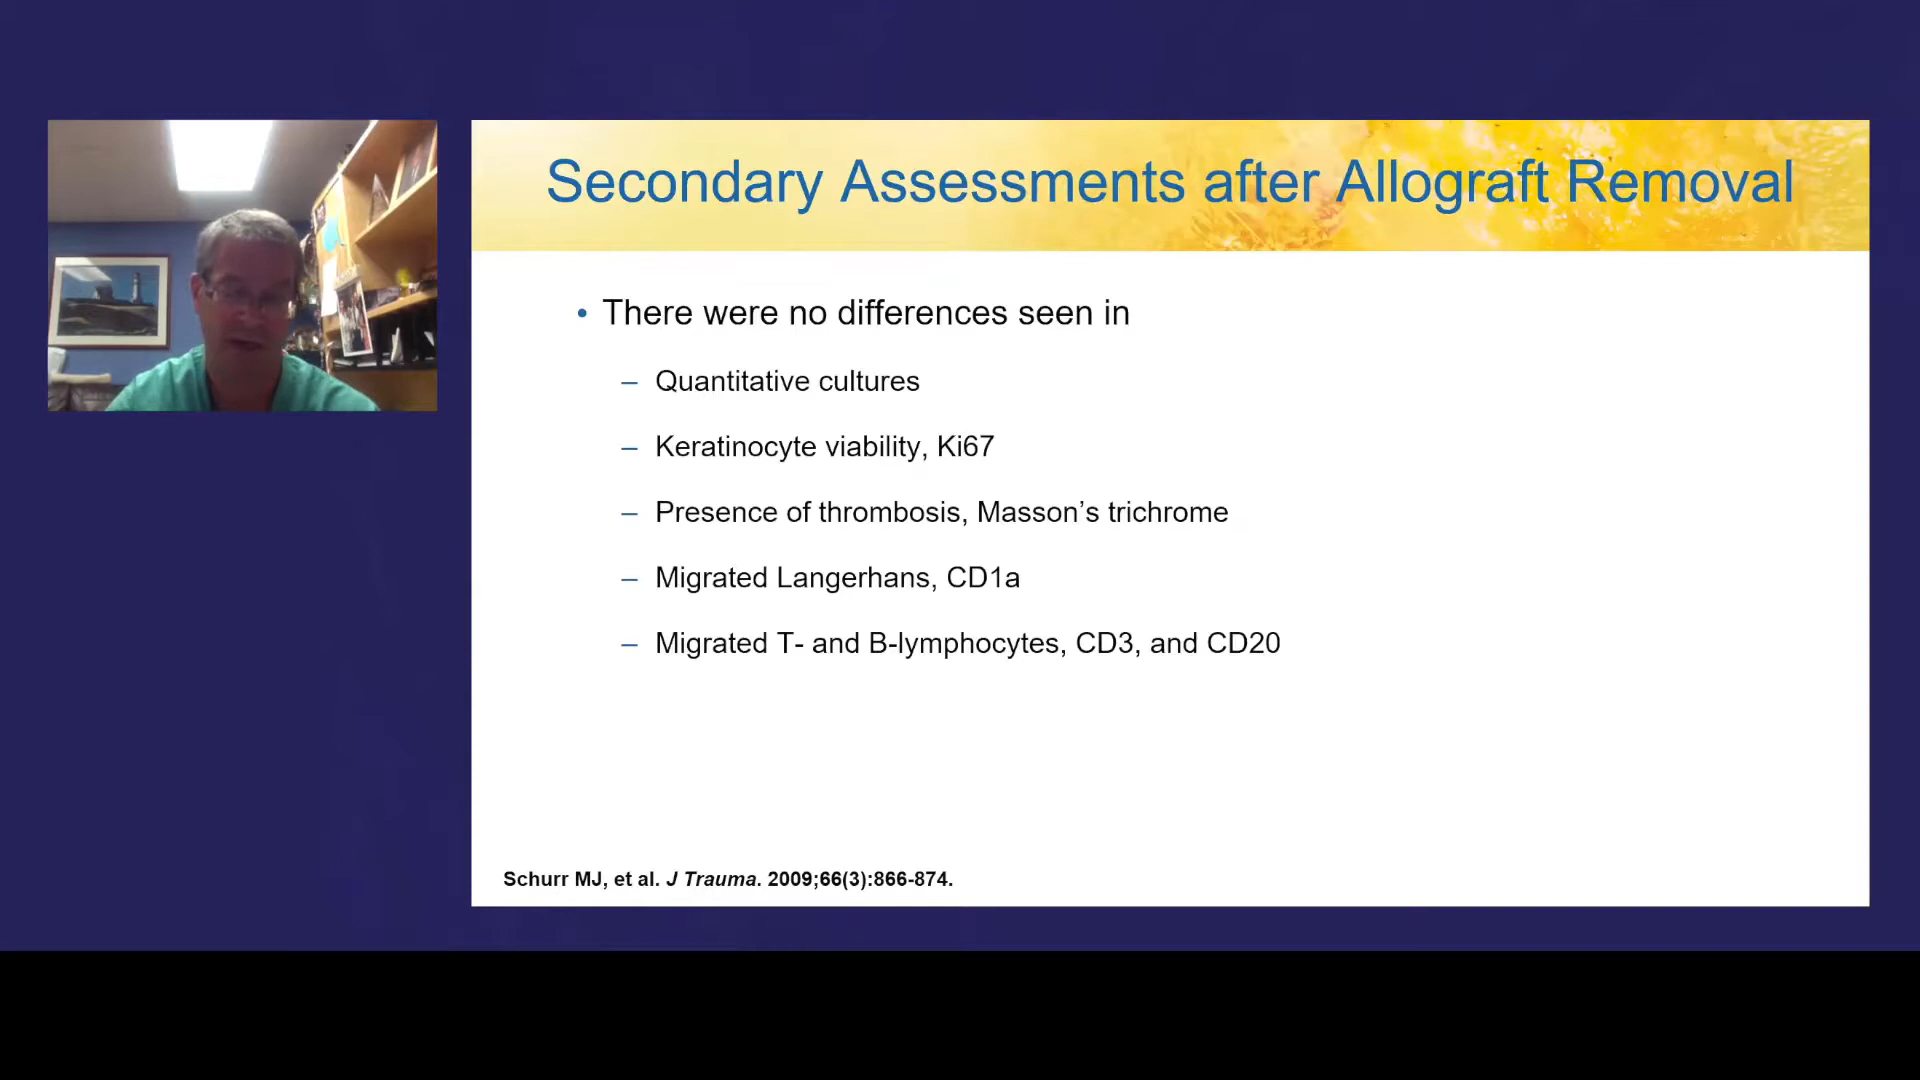 Secondary Assessments after Allograft Removal
• There were no differences seen in
– Quantitative cultures
– Keratinocyte viability, Ki67
– Presence of thrombosis, Masson’s trichrome
– Migrated Langerhans, CD1a
– Migrated T- and B-lymphocytes, CD3, and CD20
Schurr MJ, et al. J Trauma. 2009;66(3):866-874.